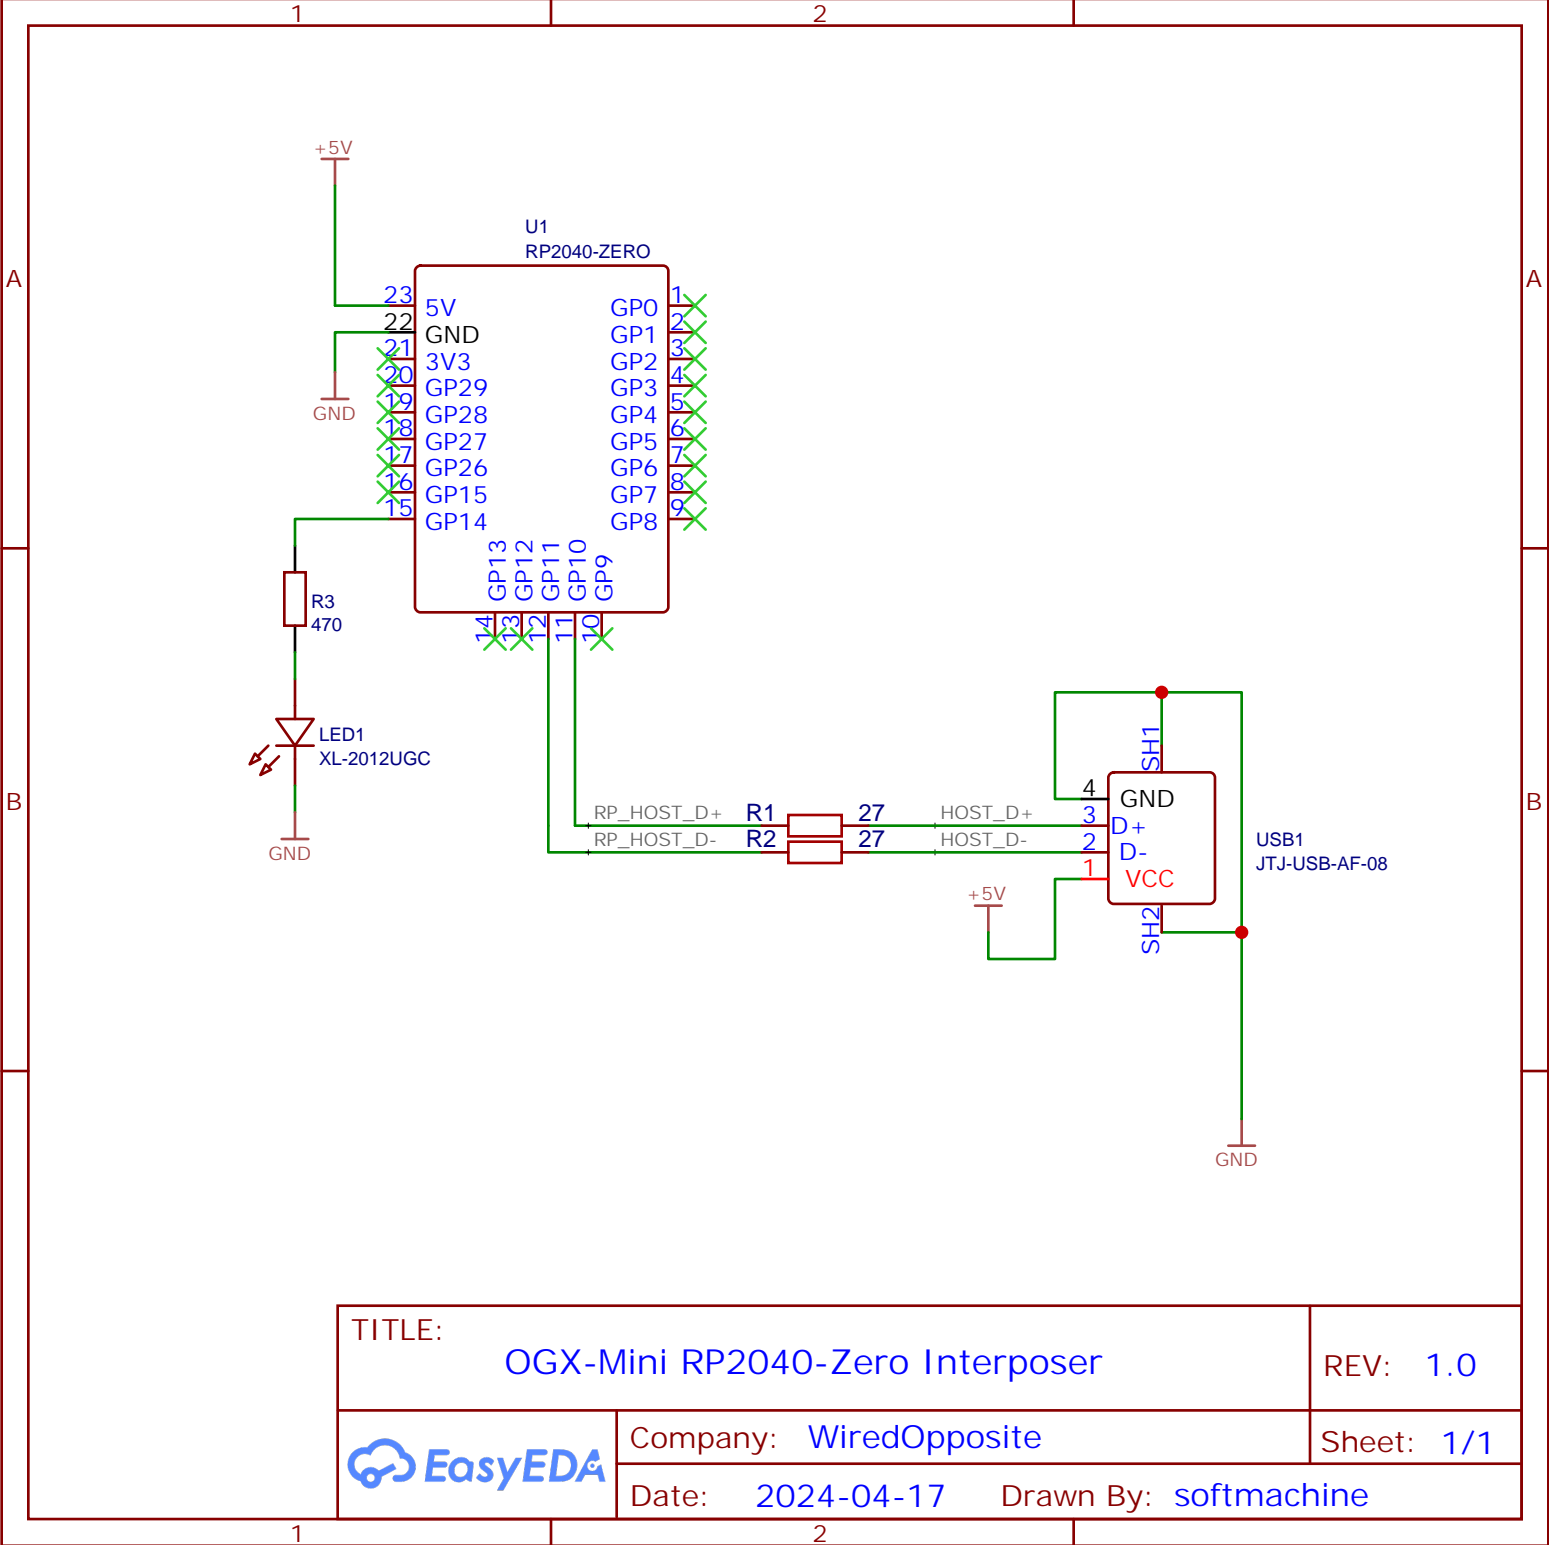 1 2
A A
B B
+5V
U1
RP2040-ZERO
23 5V
22 GND
21 3V3
20 GP29
19 GP28
18 GP27
17 GP26
16 GP15
15 GP14
GP0 1
GP1 2
GP2 3
GP3 4
GP4 5
GP5 6
GP6 7
GP7 8
GP8 9
GP13 GP12 GP11 GP10 GP9
14 13 12 11 10
GND
R3
470
LED1
XL-2012UGC
GND
RP_HOST_D+ R1 27 HOST_D+
RP_HOST_D- R2 27 HOST_D-
SH1
4 GND
3 D+
2 D-
1 VCC
SH2
USB1
JTJ-USB-AF-08
+5V
GND
TITLE:
OGX-Mini RP2040-Zero Interposer
REV: 1.0
EasyEDA
Company: WiredOpposite
Sheet: 1/1
Date: 2024-04-17 Drawn By: softmachine
1 2